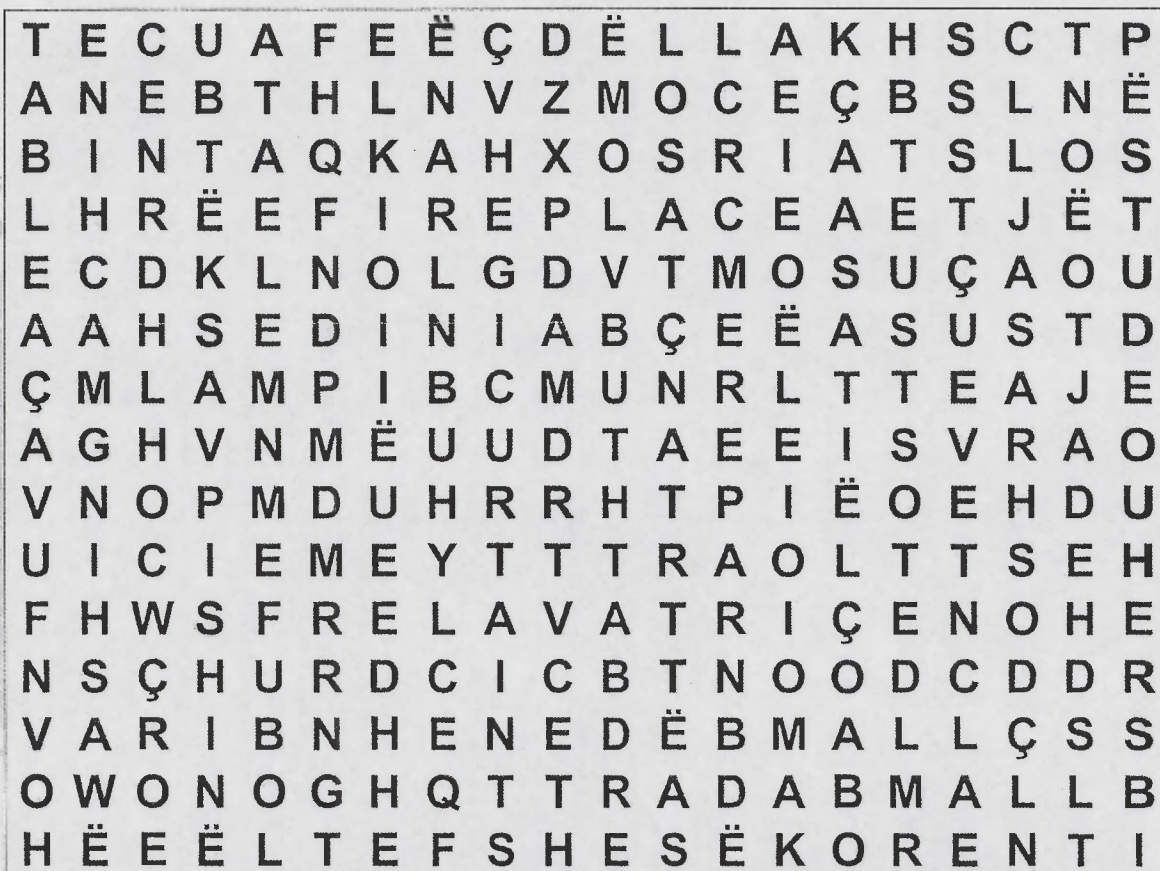 T E C U A F E Ë Ç D Ë L L A K H S C T P
A N E B T H L N V Z M O C E Ç B S L N Ë
B I N T A Q K A H X O S R I A T S L O S
L H R Ë E F I R E P L A C E A E T J Ë T
E C D K L N O L G D V T M O S U Ç A O U
A A H S E D I N I A B Ç E Ë A S U S T D
Ç M L A M P I B C M U N R L T T E A J E
A G H V N M Ë U U D T A E E I S V R A O
V N O P M D U H R R H T P I Ë O E H D U
U I C I E M E Y T T T R A O L T T S E H
F H W S F R E L A V A T R I Ç E N O H E
N S Ç H U R D C I C B T N O O D C D D R
V A R I B N H E N E D Ë B M A L L Ç S S
O W O N O G H Q T T R A D A B M A L L B
H Ë E Ë L T E F S H E S Ë K O R E N T I